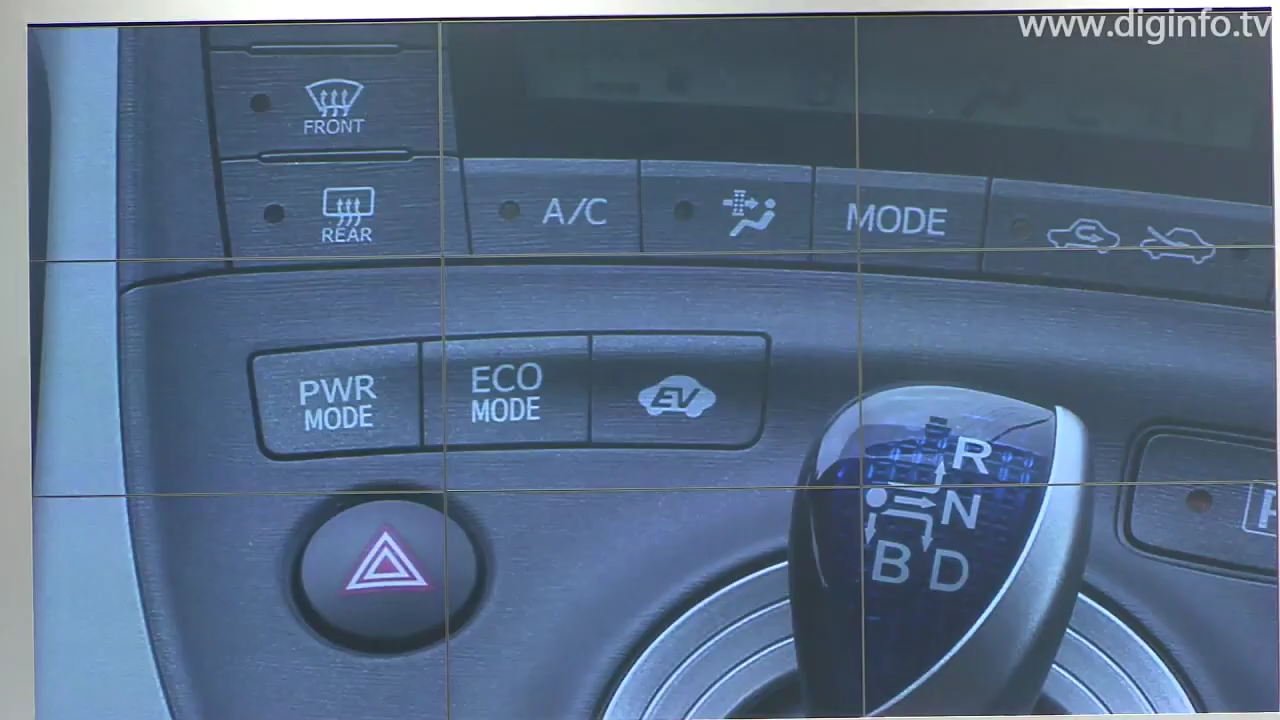 www.diginfo.tv
FRONT
REAR
A/C
MODE
PWR
MODE
ECO
MODE
EV
R
N
B D
P